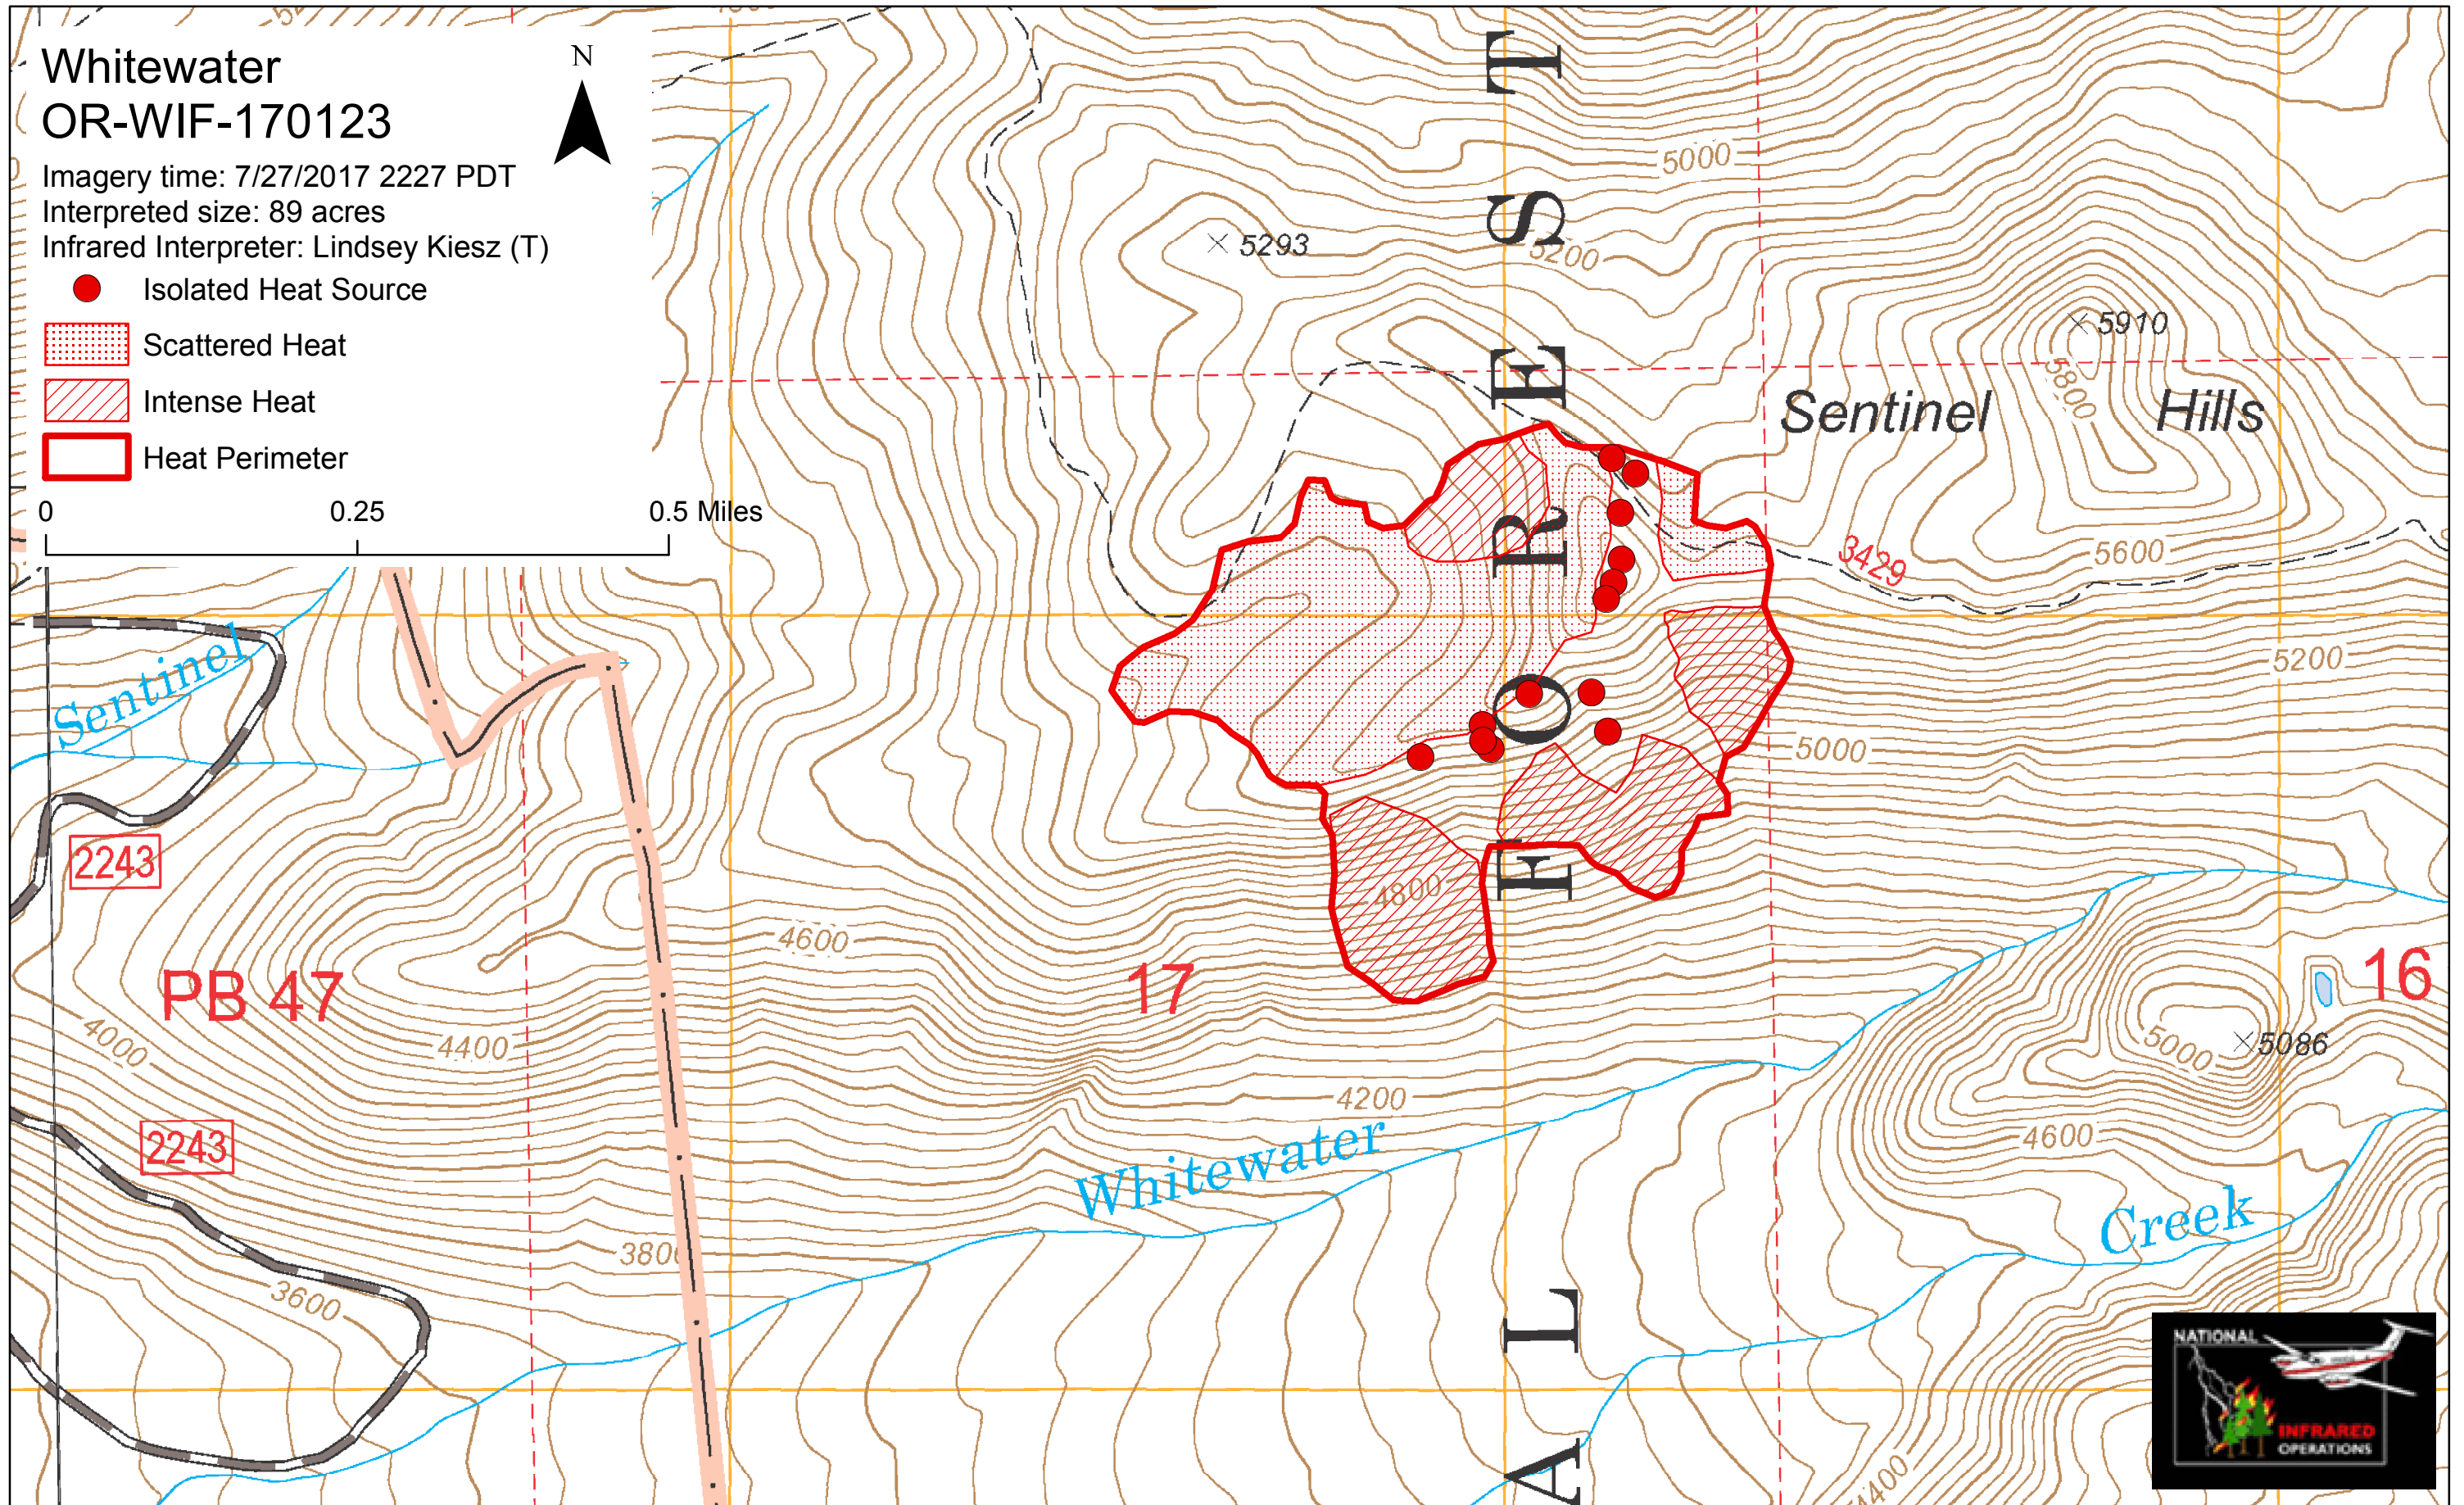 Whitewater
OR-WIF-170123
N
Imagery time: 7/27/2017 2227 PDT
Interpreted size: 89 acres
Infrared Interpreter: Lindsey Kiesz (T)
Isolated Heat Source
Scattered Heat
Intense Heat
Heat Perimeter
0 0.25 0.5 Miles
T
S
E
R
O
F
L
A
5000
5293
5200
5910
5800
Sentinel Hills
3429
5600
Sentinel
5200
5000
2243
4800
4600
PB 47
17
16
4000
4400
5000
5086
4200
2243
Whitewater
4600
Creek
3800
3600
4400
NATIONAL
INFRARED
OPERATIONS